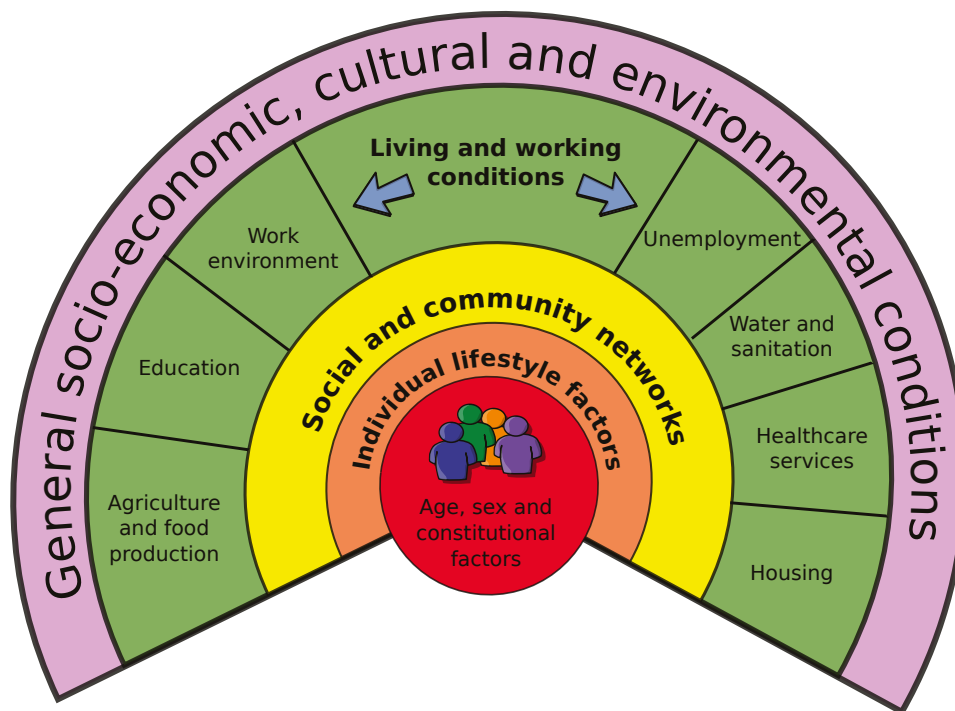 General socio-economic, cultural and environmental conditions
Living and working
conditions
Agriculture
and food
production
Education
Work
environment
Unemployment
Water and
sanitation
Healthcare
services
Housing
Social and community networks
Individual lifestyle factors
Age, sex and
constitutional
factors